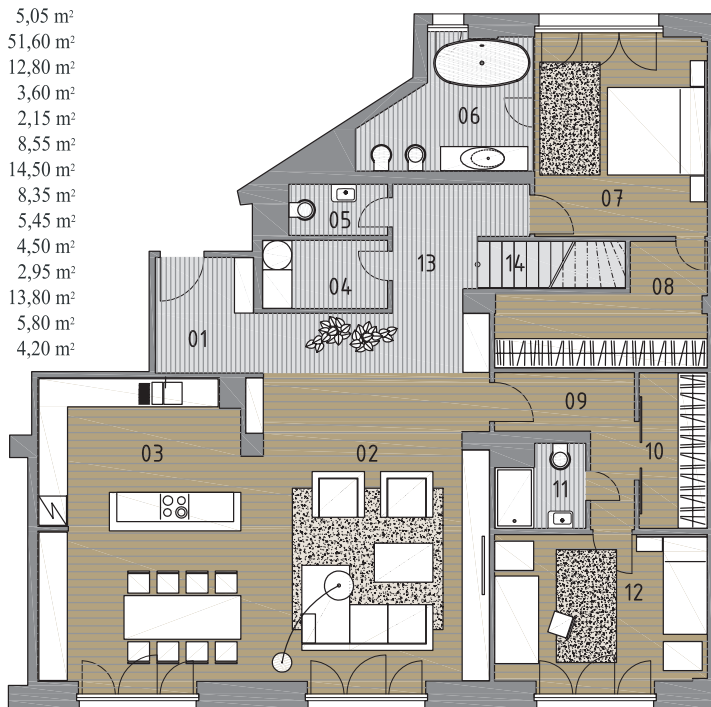 5,05 m²
51,60 m²
12,80 m²
3,60 m²
2,15 m²
8,55 m²
14,50 m²
8,35 m²
5,45 m²
4,50 m²
2,95 m²
13,80 m²
5,80 m²
4,20 m²
06
07
05
13
14
04
08
01
09
03
02
10
11
12